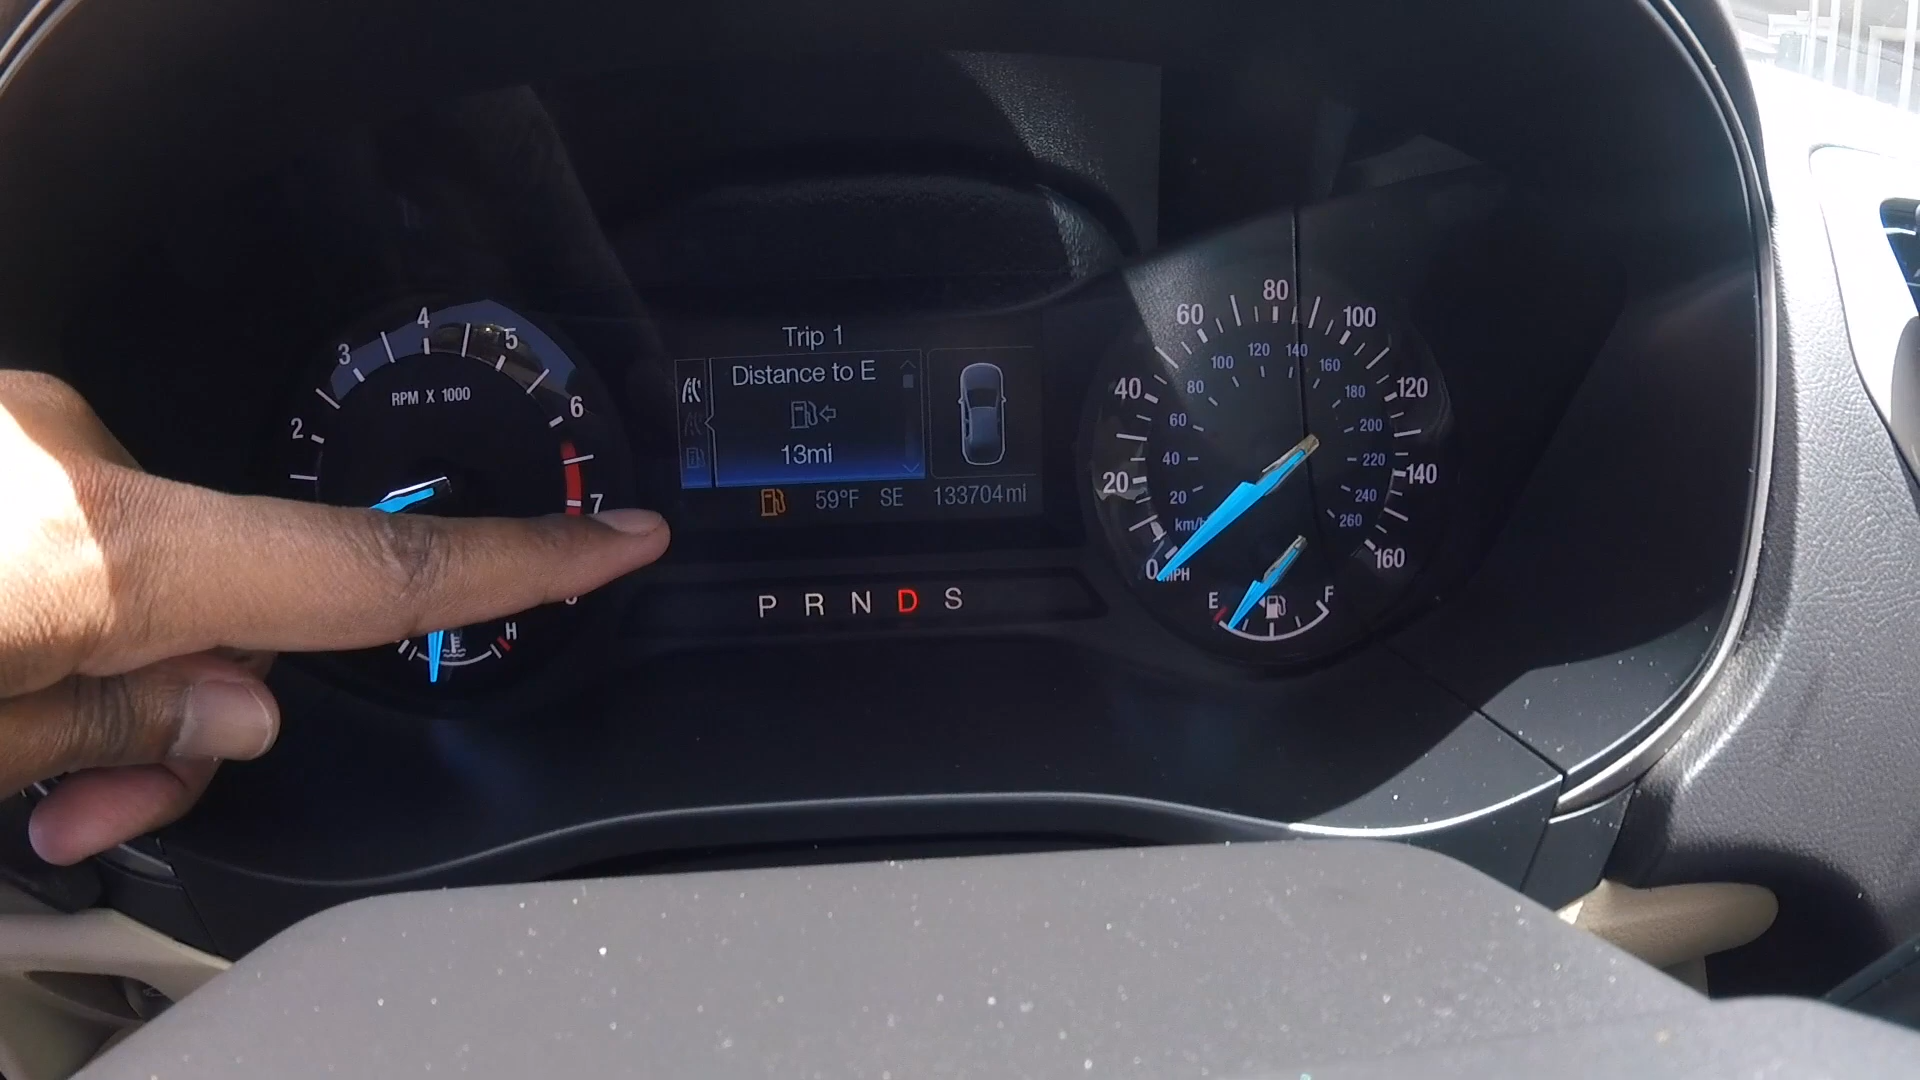 Trip 1
Distance to E
13mi
59°F SE 133704mi
P R N D S
2 3 4 5 6 7
RPM X 1000
H
0 20 40 60 80 100 120 140 160
MPH
20 40 60 80 100 120 140 160 180 200 220 240 260
km/h
E F